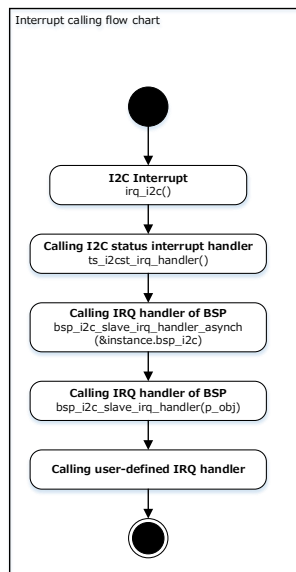 Interrupt calling flow chart
I2C Interrupt
irq_i2c()
Calling I2C status interrupt handler
ts_i2cst_irq_handler()
Calling IRQ handler of BSP
bsp_i2c_slave_irq_handler_asynch
(&instance.bsp_i2c)
Calling IRQ handler of BSP
bsp_i2c_slave_irq_handler(p_obj)
Calling user-defined IRQ handler